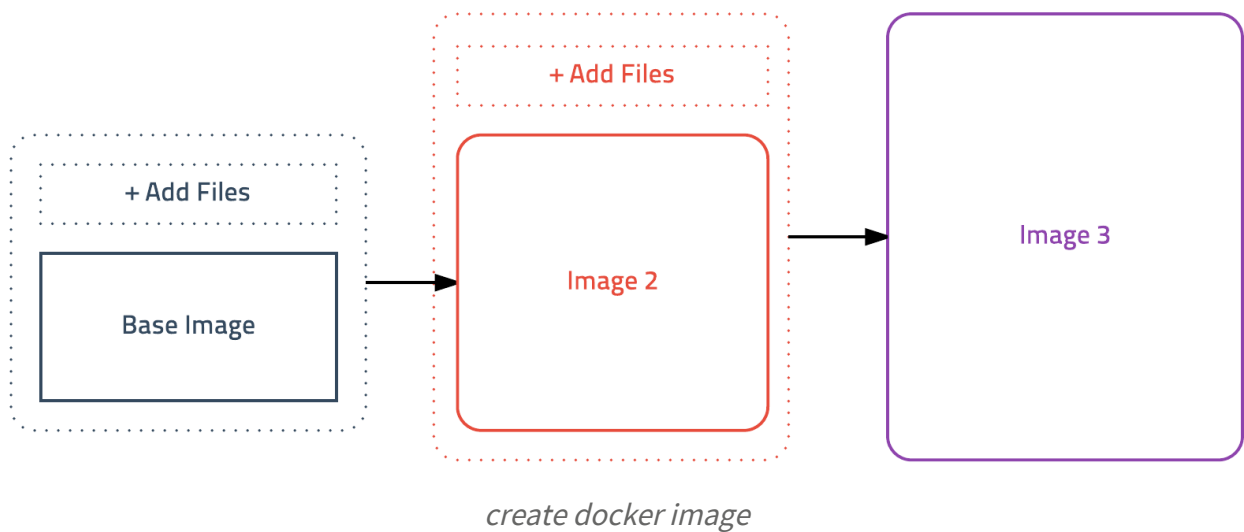 + Add Files
Base Image
+ Add Files
Image 2
Image 3
create docker image